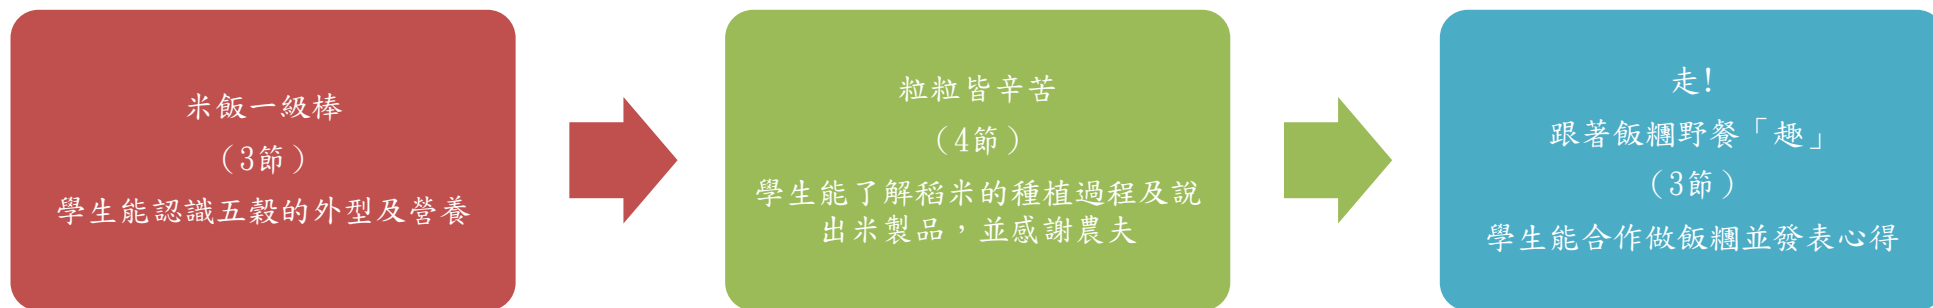 米飯一級棒
（3節）
學生能認識五穀的外型及營養
粒粒皆辛苦
（4節）
學生能了解稻米的種植過程及說
出米製品，並感謝農夫
走!
跟著飯糰野餐「趣」
（3節）
學生能合作做飯糰並發表心得